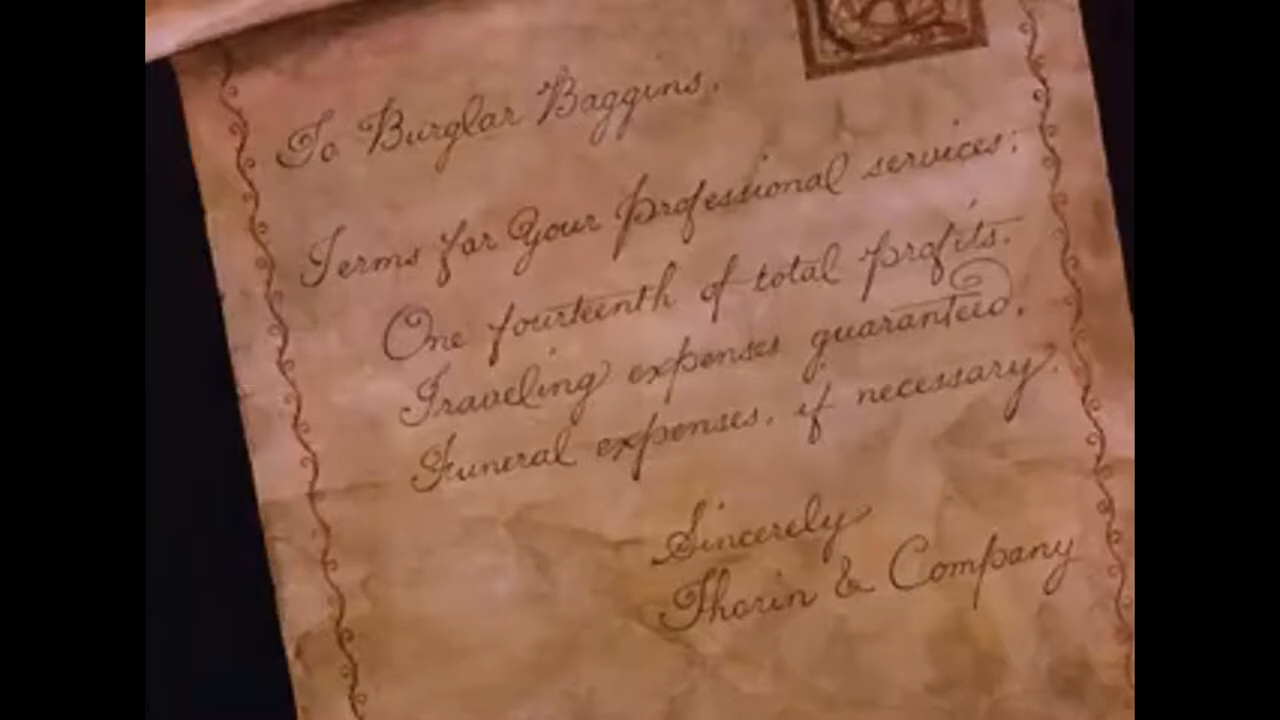 To Burglar Baggins,
Terms for Your professional services:
One fourteenth of total profits.
Traveling expenses guaranteed,
Funeral expenses, if necessary.
Sincerely
Thorin & Company